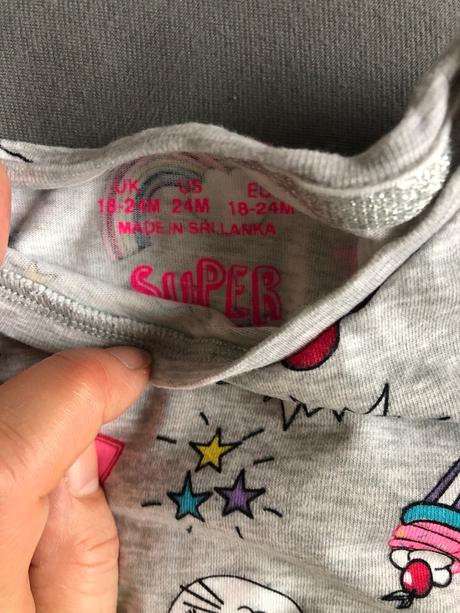 UK US EU
18-24M 24M 18-24M
MADE IN SRI LANKA
SUPER